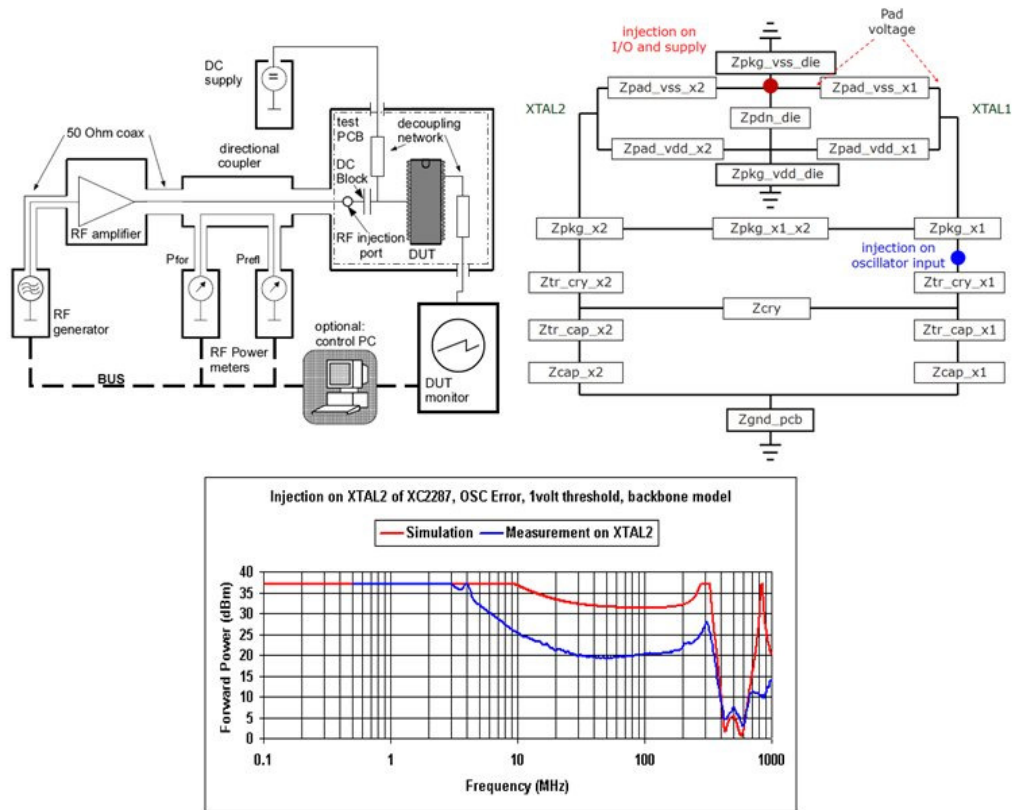 DC
supply
50 Ohm coax
directional
coupler
test
PCB
decoupling
network
DC
Block
RF amplifier
RF injection
port
DUT
Pfor
Prefl
RF
generator
RF Power
meters
optional:
control PC
BUS
DUT
monitor
injection on
I/O and supply
Pad
voltage
Zpkg_vss_die
Zpad_vss_x2
Zpad_vss_x1
XTAL2
XTAL1
Zpdn_die
Zpad_vdd_x2
Zpad_vdd_x1
Zpkg_vdd_die
Zpkg_x2
Zpkg_x1_x2
Zpkg_x1
injection on
oscillator input
Ztr_cry_x2
Ztr_cry_x1
Zcry
Ztr_cap_x2
Ztr_cap_x1
Zcap_x2
Zcap_x1
Zgnd_pcb
Injection on XTAL2 of XC2287, OSC Error, 1volt threshold, backbone model
Simulation
Measurement on XTAL2
Forward Power (dBm)
40
35
30
25
20
15
10
5
0
0.1
1
10
100
1000
Frequency (MHz)